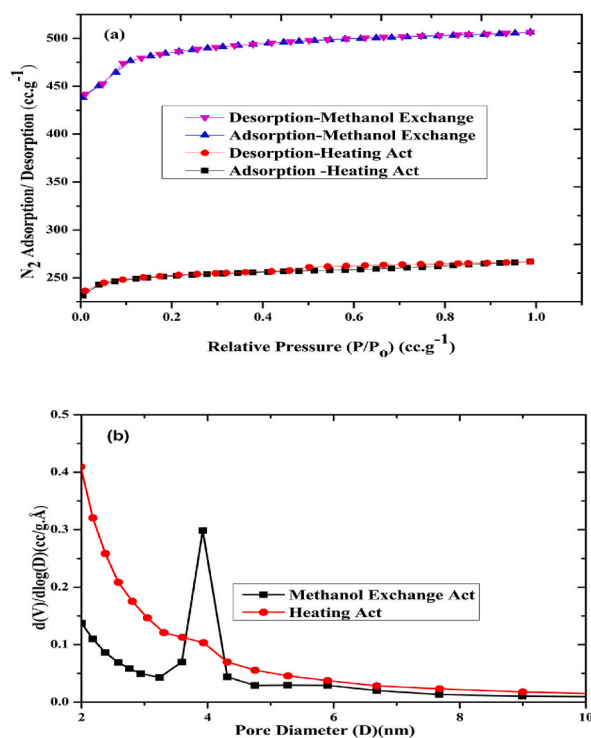 (a)
500
450
400
350
300
250
N₂ Adsorption/ Desorption (cc.g⁻¹)
Desorption-Methanol Exchange
Adsorption-Methanol Exchange
Desorption-Heating Act
Adsorption -Heating Act
0.0 0.2 0.4 0.6 0.8 1.0
Relative Pressure (P/Pₒ) (cc.g⁻¹)
(b)
0.5
0.4
0.3
0.2
0.1
0.0
d(V)/dlog(D)(cc/g.Å)
Methanol Exchange Act
Heating Act
2 4 6 8 10
Pore Diameter (D)(nm)